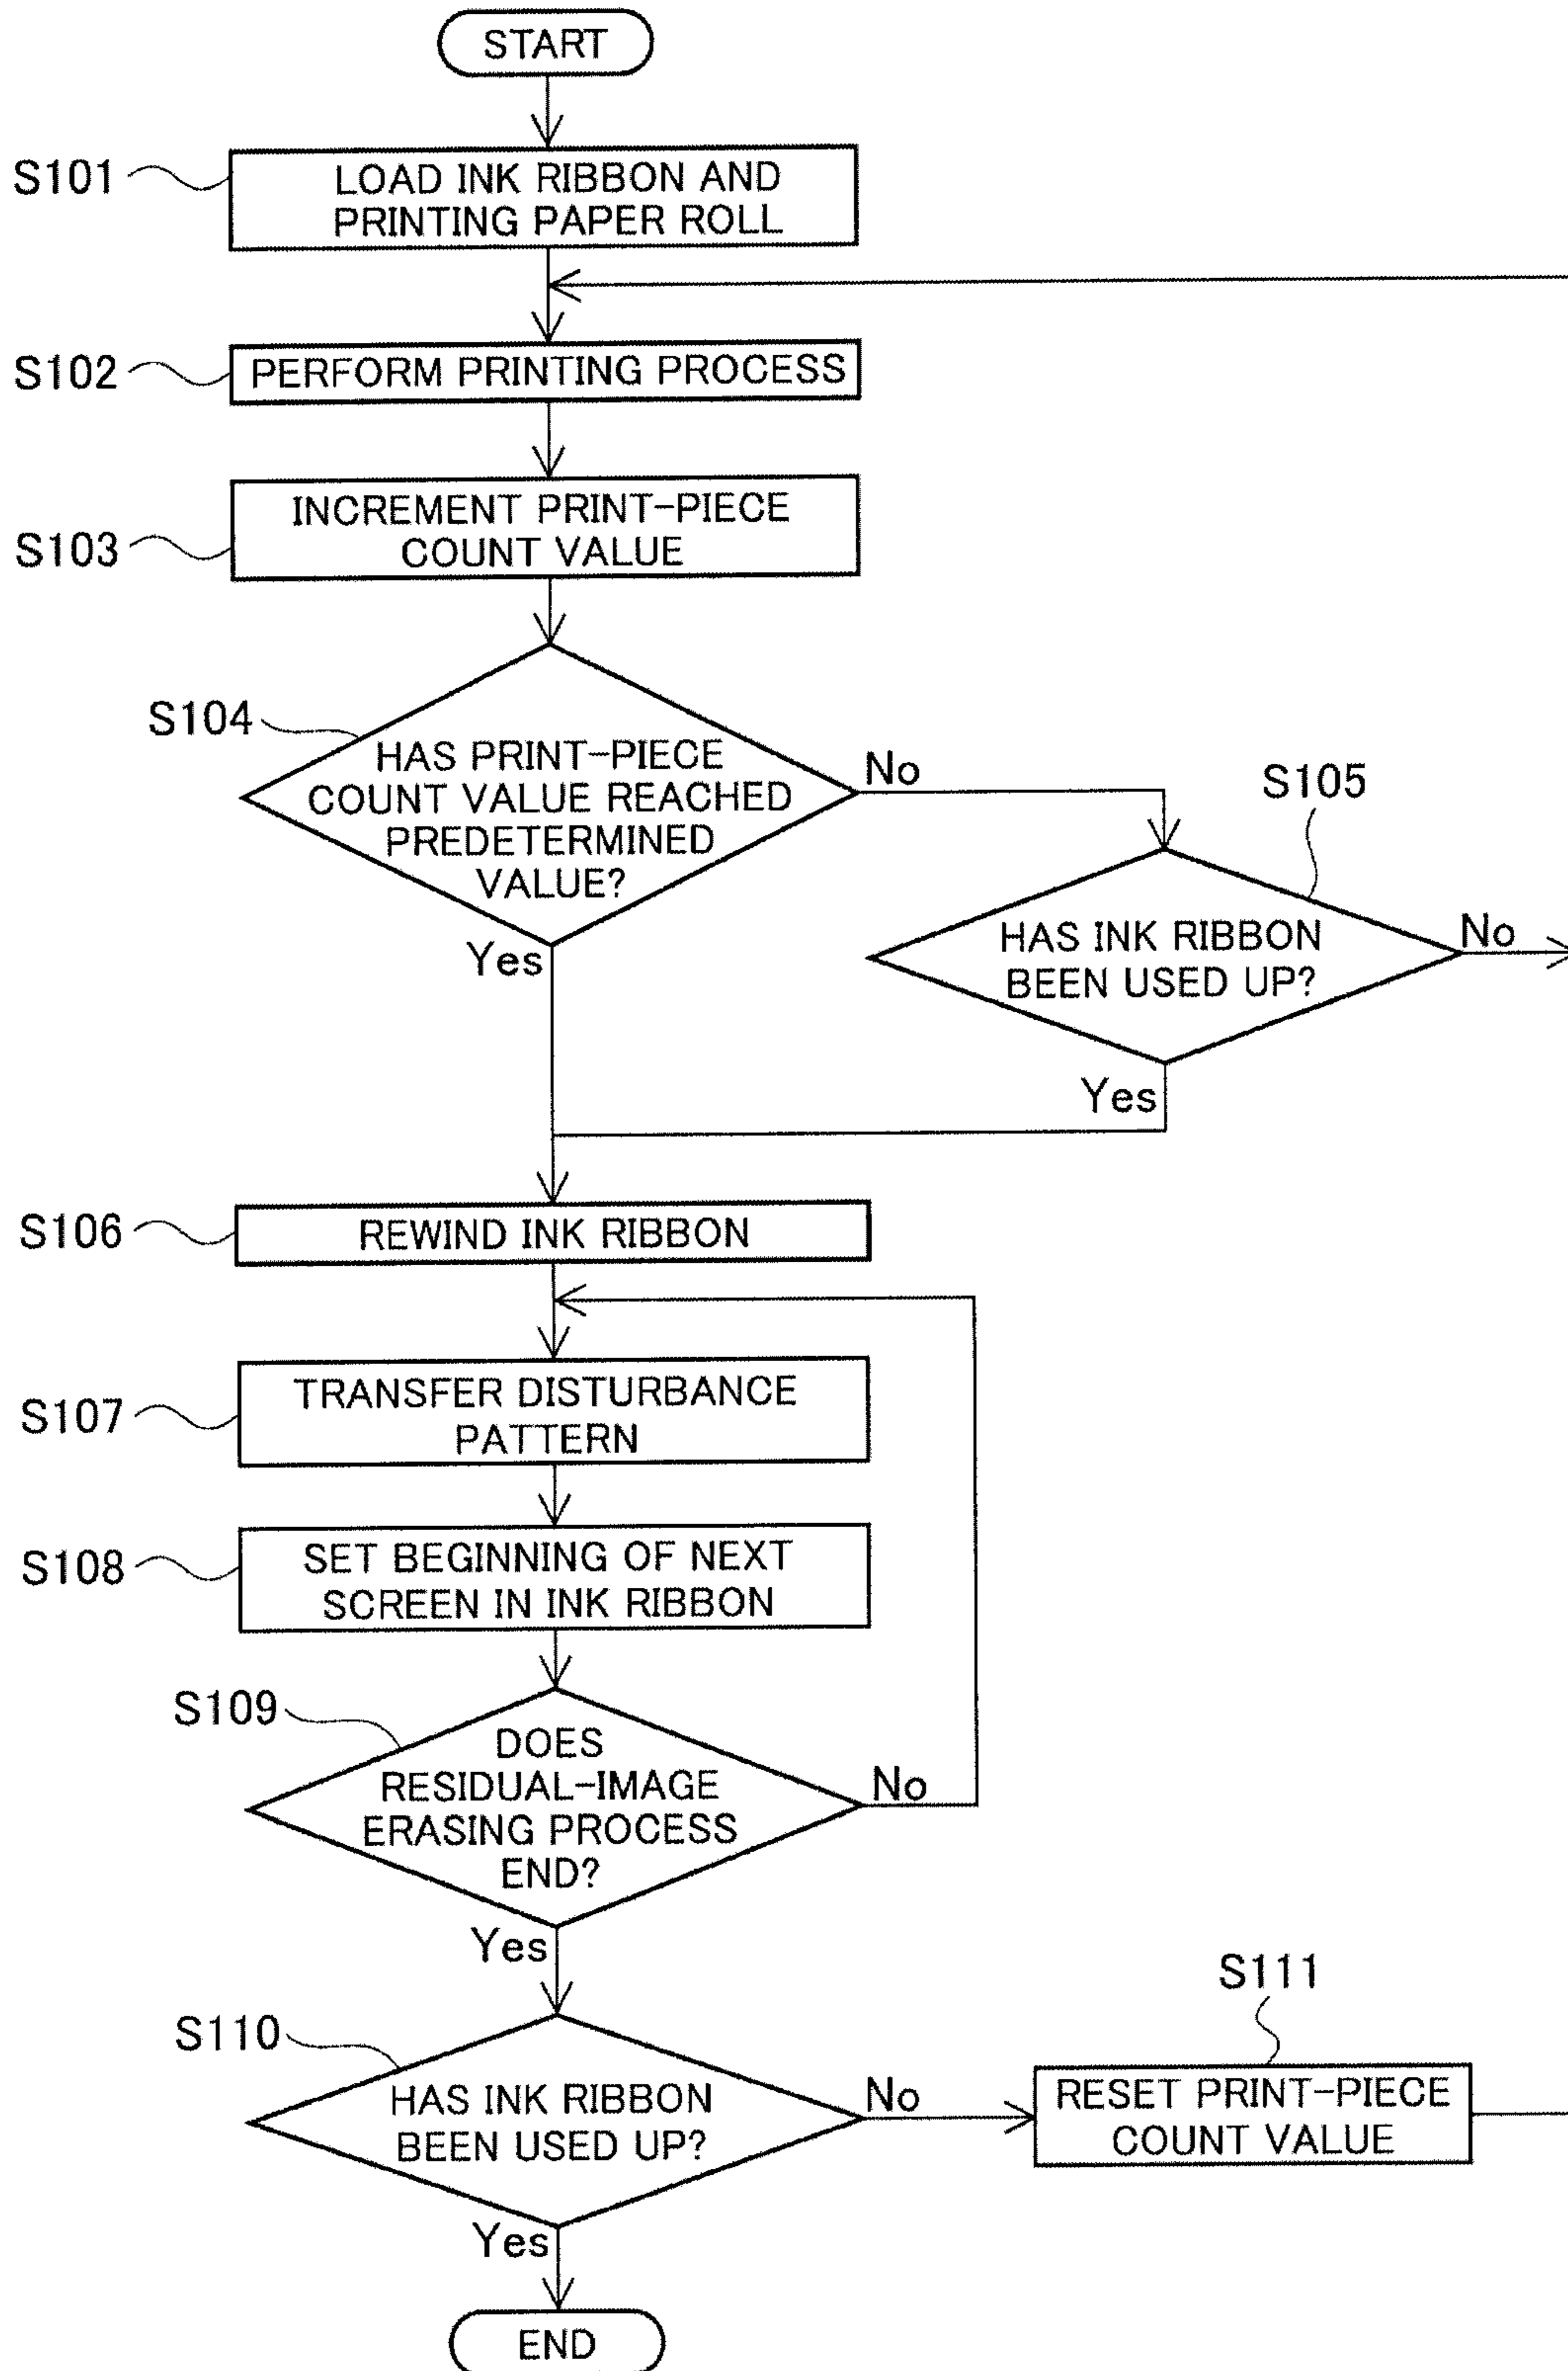 START
S101
LOAD INK RIBBON AND
PRINTING PAPER ROLL
S102
PERFORM PRINTING PROCESS
S103
INCREMENT PRINT-PIECE
COUNT VALUE
S104
HAS PRINT-PIECE
COUNT VALUE REACHED
PREDETERMINED
VALUE?
No
Yes
S105
HAS INK RIBBON
BEEN USED UP?
No
Yes
S106
REWIND INK RIBBON
S107
TRANSFER DISTURBANCE
PATTERN
S108
SET BEGINNING OF NEXT
SCREEN IN INK RIBBON
S109
DOES
RESIDUAL-IMAGE
ERASING PROCESS
END?
No
Yes
S110
HAS INK RIBBON
BEEN USED UP?
No
Yes
S111
RESET PRINT-PIECE
COUNT VALUE
END